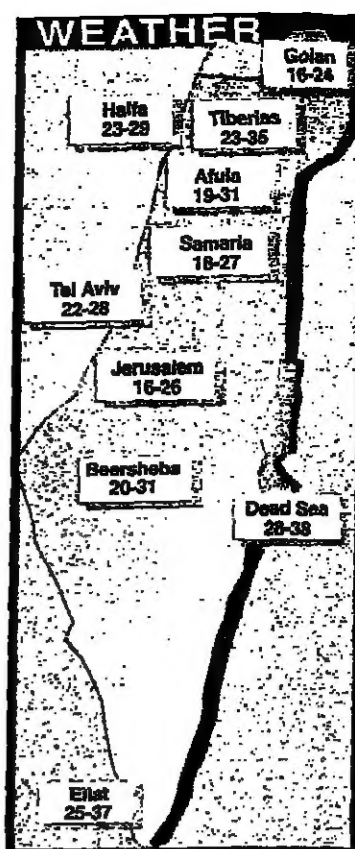 WEATHER
Golan
16-24
Haifa
23-29
Tiberias
23-35
Afula
19-31
Samaria
18-27
Tel Aviv
22-28
Jerusalem
16-26
Beersheba
20-31
Dead Sea
26-38
Eilat
25-37